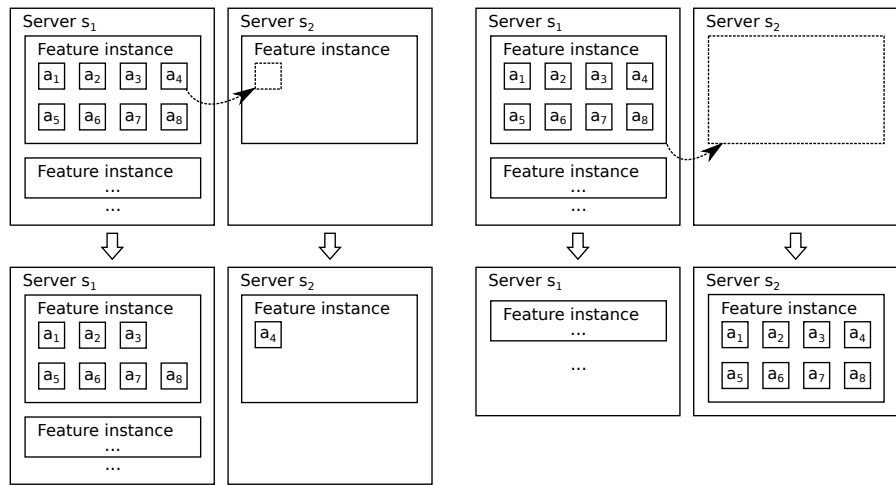 Server s₁
Feature instance
a₁ a₂ a₃ a₄
a₅ a₆ a₇ a₈
Feature instance
...
...
Server s₂
Feature instance
Server s₁
Feature instance
a₁ a₂ a₃ a₄
a₅ a₆ a₇ a₈
Feature instance
...
...
Server s₂
Server s₁
Feature instance
a₁ a₂ a₃
a₅ a₆ a₇ a₈
Feature instance
...
...
Server s₂
Feature instance
a₄
Server s₁
Feature instance
...
...
Server s₂
Feature instance
a₁ a₂ a₃ a₄
a₅ a₆ a₇ a₈